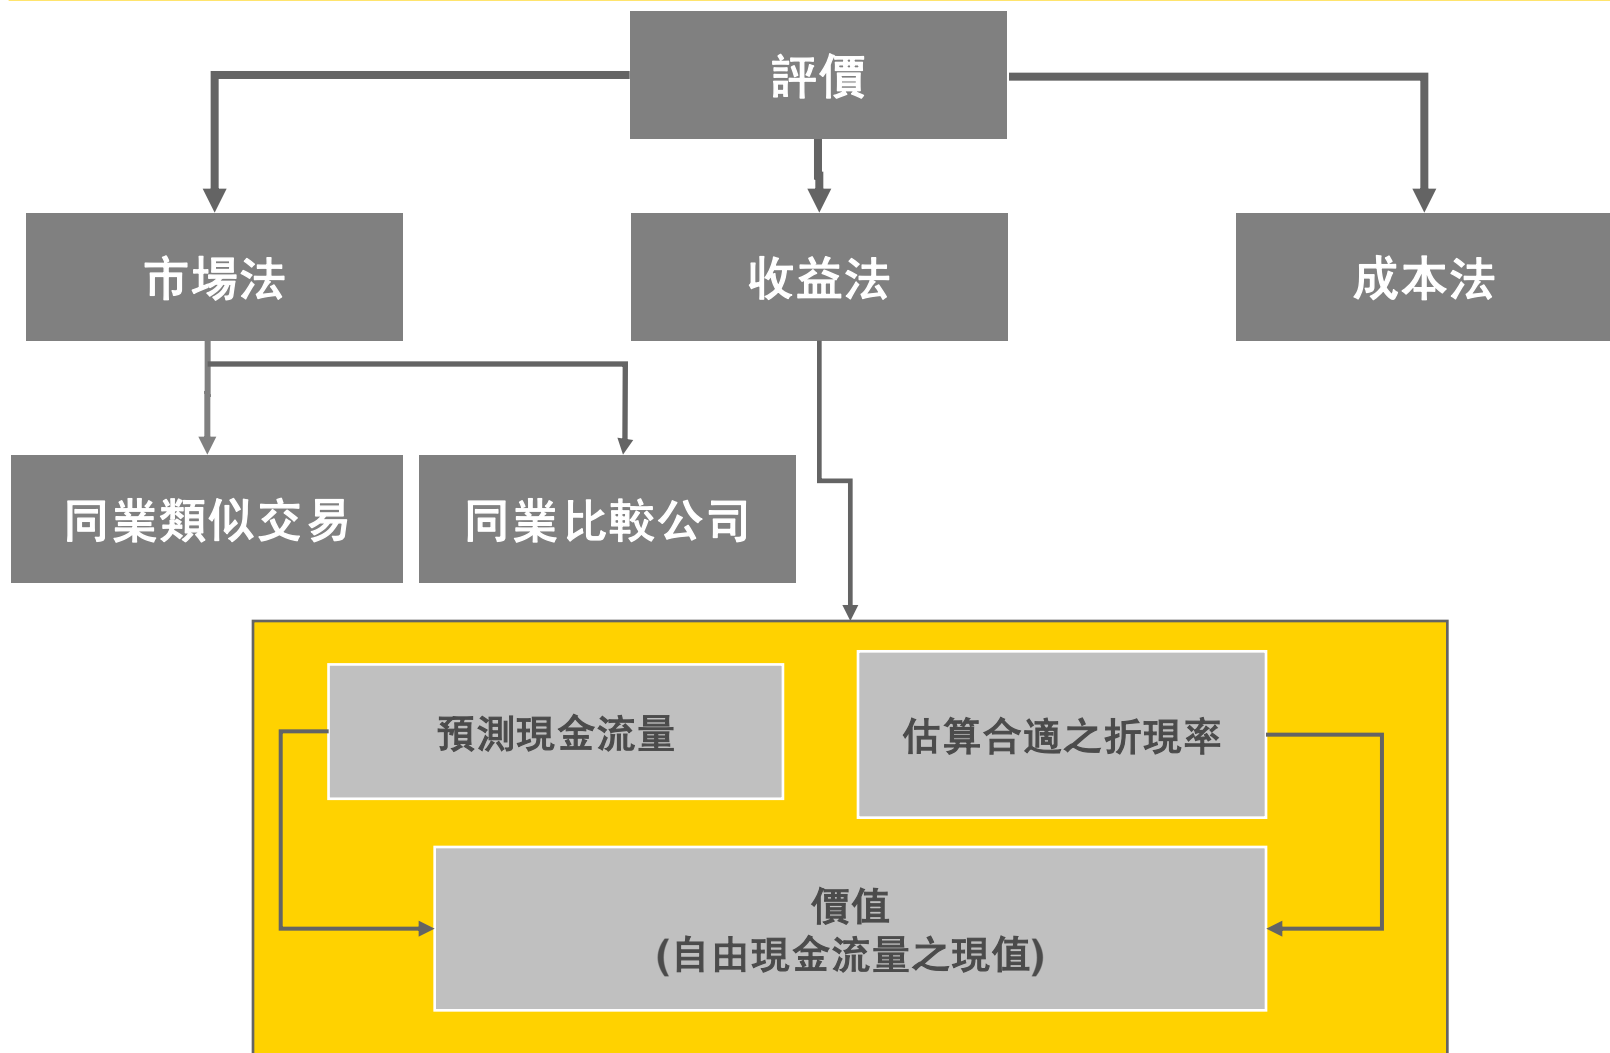 評價
市場法
收益法
成本法
同業類似交易
同業比較公司
預測現金流量
估算合適之折現率
價值
(自由現金流量之現值)